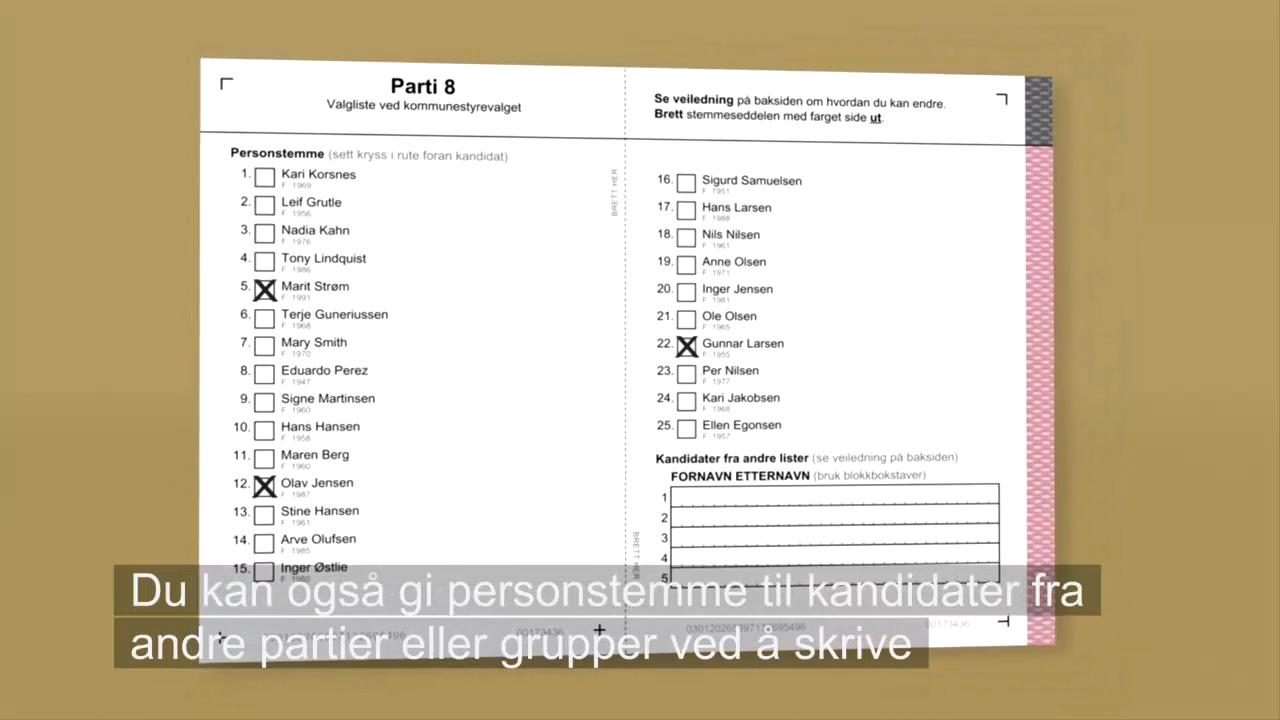 Parti 8
Valgliste ved kommunestyrevalget
Se veiledning på baksiden om hvordan du kan endre.
Brett stemmeseddelen med farget side ut.
Personstemme (sett kryss i rute foran kandidat)
1. Kari Korsnes
F 1969
2. Leif Grutle
F 1956
3. Nadia Kahn
F 1976
4. Tony Lindquist
F 1986
5. Marit Strøm
F 1991
6. Terje Guneriussen
F 1968
7. Mary Smith
F 1970
8. Eduardo Perez
F 1947
9. Signe Martinsen
F 1960
10. Hans Hansen
F 1958
11. Maren Berg
F 1960
12. Olav Jensen
F 1987
13. Stine Hansen
F 1961
14. Arve Olufsen
F 1985
15. Inger Østlie
BRETT HER
16. Sigurd Samuelsen
F 1951
17. Hans Larsen
F 1988
18. Nils Nilsen
F 1961
19. Anne Olsen
F 1971
20. Inger Jensen
F 1981
21. Ole Olsen
F 1965
22. Gunnar Larsen
F 1955
23. Per Nilsen
F 1977
24. Kari Jakobsen
F 1968
25. Ellen Egonsen
F 1957
Kandidater fra andre lister (se veiledning på baksiden)
FORNAVN ETTERNAVN (bruk blokkbokstaver)
1
2
3
4
5
BRETT HER
00173436
00173436
Du kan også gi personstemme til kandidater fra
andre partier eller grupper ved å skrive